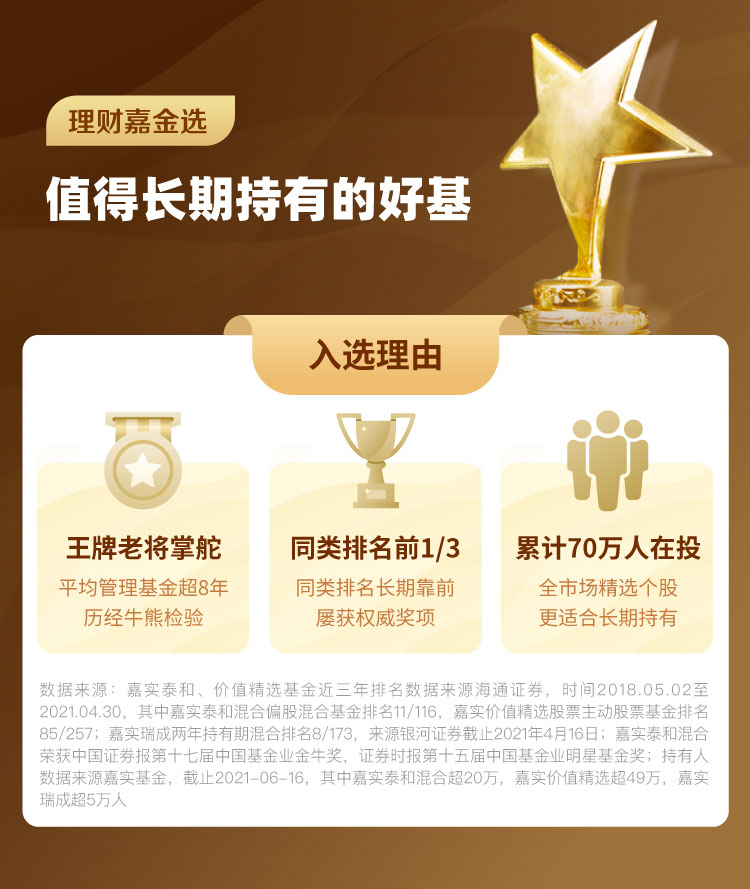 理财嘉金选
值得长期持有的好基
入选理由
王牌老将掌舵
平均管理基金超8年
历经牛熊检验
同类排名前1/3
同类排名长期靠前
屡获权威奖项
累计70万人在投
全市场精选个股
更适合长期持有
数据来源：嘉实泰和、价值精选基金近三年排名数据来源海通证券，时间2018.05.02至
2021.04.30，其中嘉实泰和混合偏股混合基金排名11/116，嘉实价值精选股票主动股票基金排名
85/257；嘉实瑞成两年持有期混合排名8/173，来源银河证券截止2021年4月16日；嘉实泰和混合
荣获中国证券报第十七届中国基金业金牛奖，证券时报第十五届中国基金业明星基金奖；持有人
数据来源嘉实基金，截止2021-06-16，其中嘉实泰和混合超20万，嘉实价值精选超49万，嘉实
瑞成超5万人